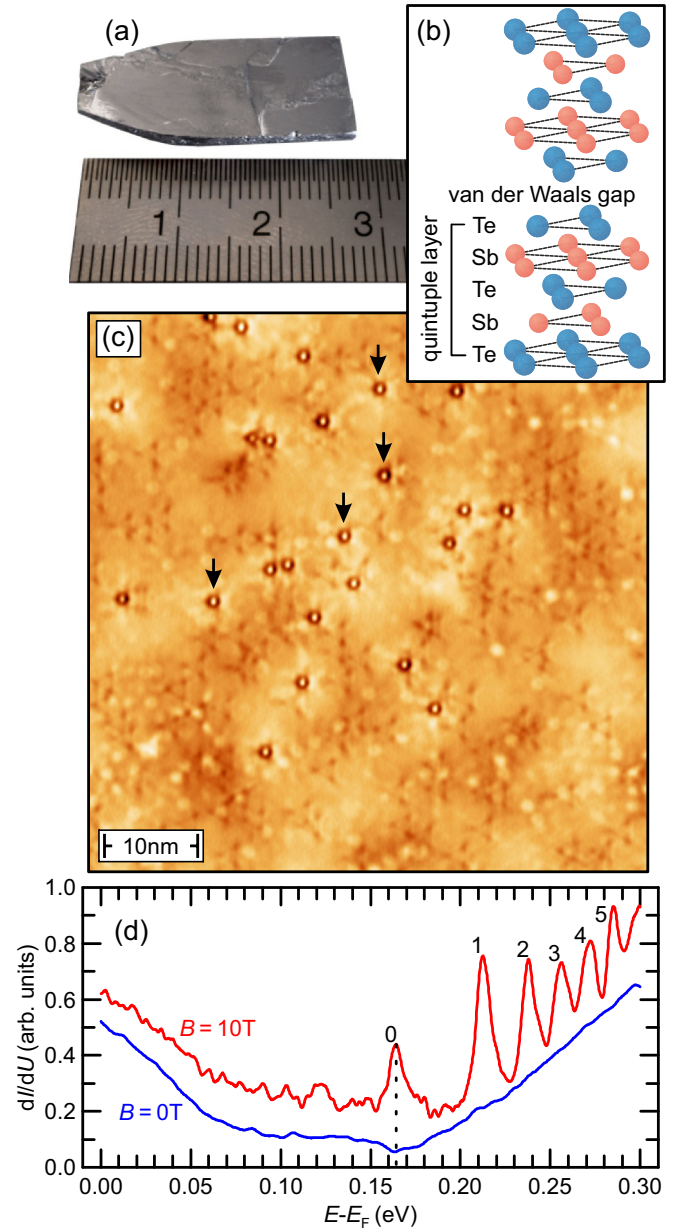 (a)
1 2 3
(b)
van der Waals gap
quintuple layer
Te
Sb
Te
Sb
Te
(c)
10nm
(d)
dI/dU (arb. units)
1.0
0.8
0.6
0.4
0.2
0.0
B = 10T
B = 0T
0
1
2
3
4
5
0.00 0.05 0.10 0.15 0.20 0.25 0.30
E-E_F (eV)